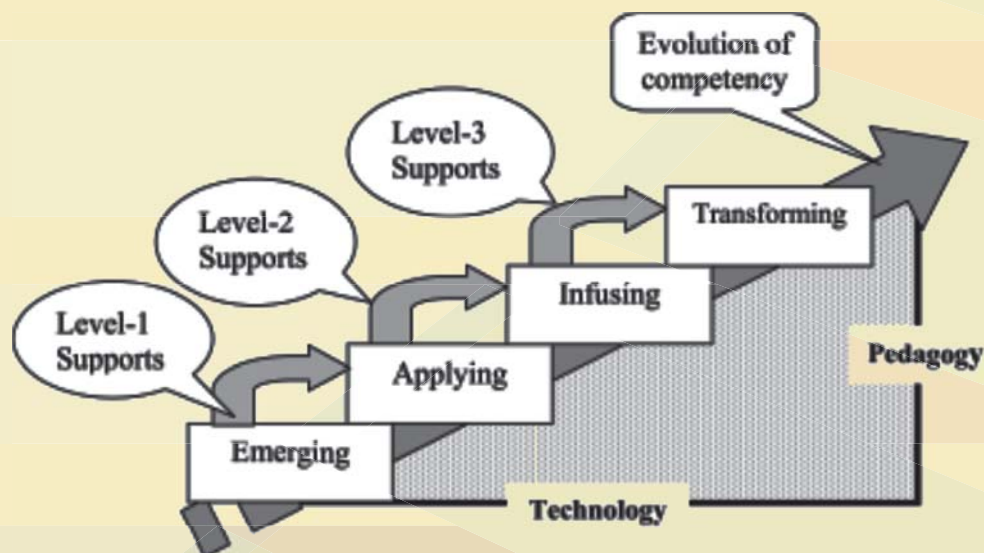 Evolution of
competency
Level-3
Supports
Transforming
Level-2
Supports
Infusing
Level-1
Supports
Pedagogy
Applying
Emerging
Technology